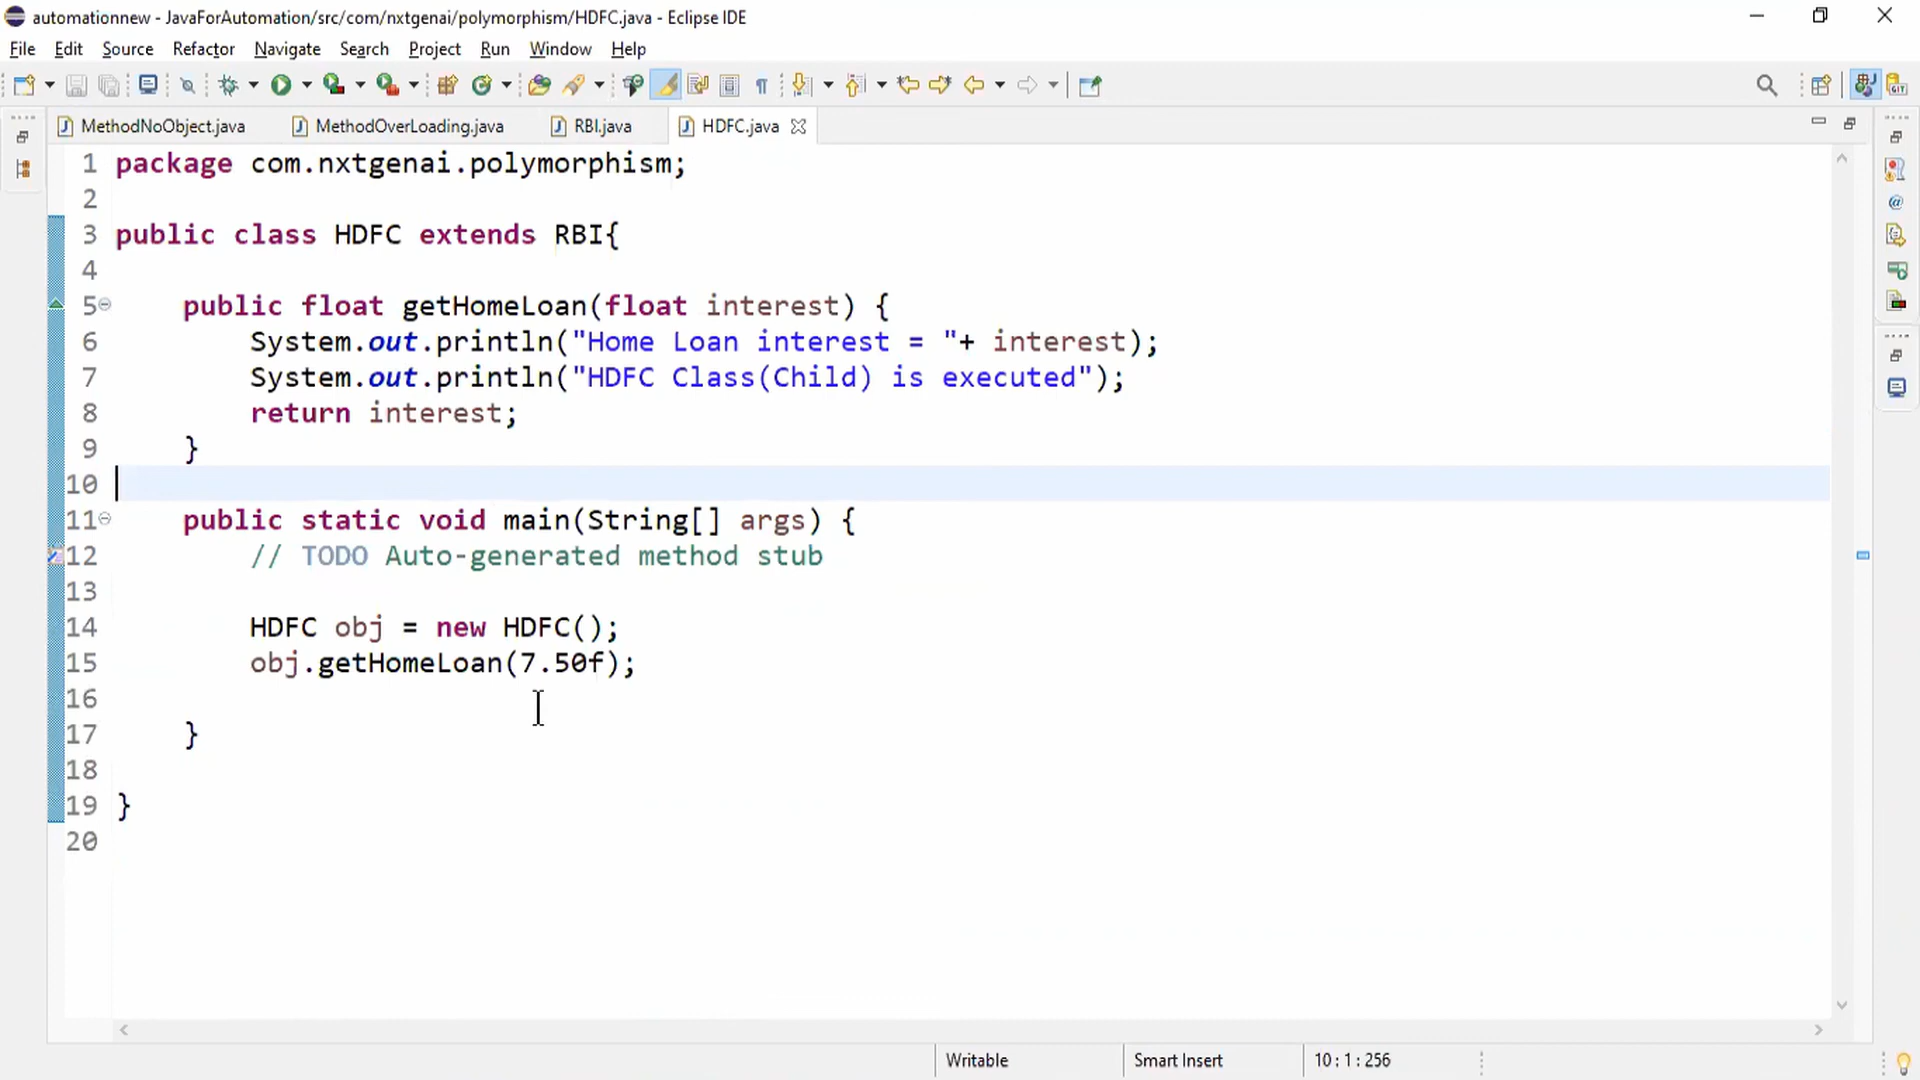 automationnew - JavaForAutomation/src/com/nxtgenai/polymorphism/HDFC.java - Eclipse IDE
File Edit Source Refactor Navigate Search Project Run Window Help
MethodNoObject.java MethodOverLoading.java RBI.java HDFC.java
1 package com.nxtgenai.polymorphism;
2
3 public class HDFC extends RBI{
4
5 public float getHomeLoan(float interest) {
6 System.out.println("Home Loan interest = "+ interest);
7 System.out.println("HDFC Class(Child) is executed");
8 return interest;
9 }
10
11 public static void main(String[] args) {
12 // TODO Auto-generated method stub
13
14 HDFC obj = new HDFC();
15 obj.getHomeLoan(7.50f);
16
17 }
18
19 }
20
Writable Smart Insert 10 : 1 : 256